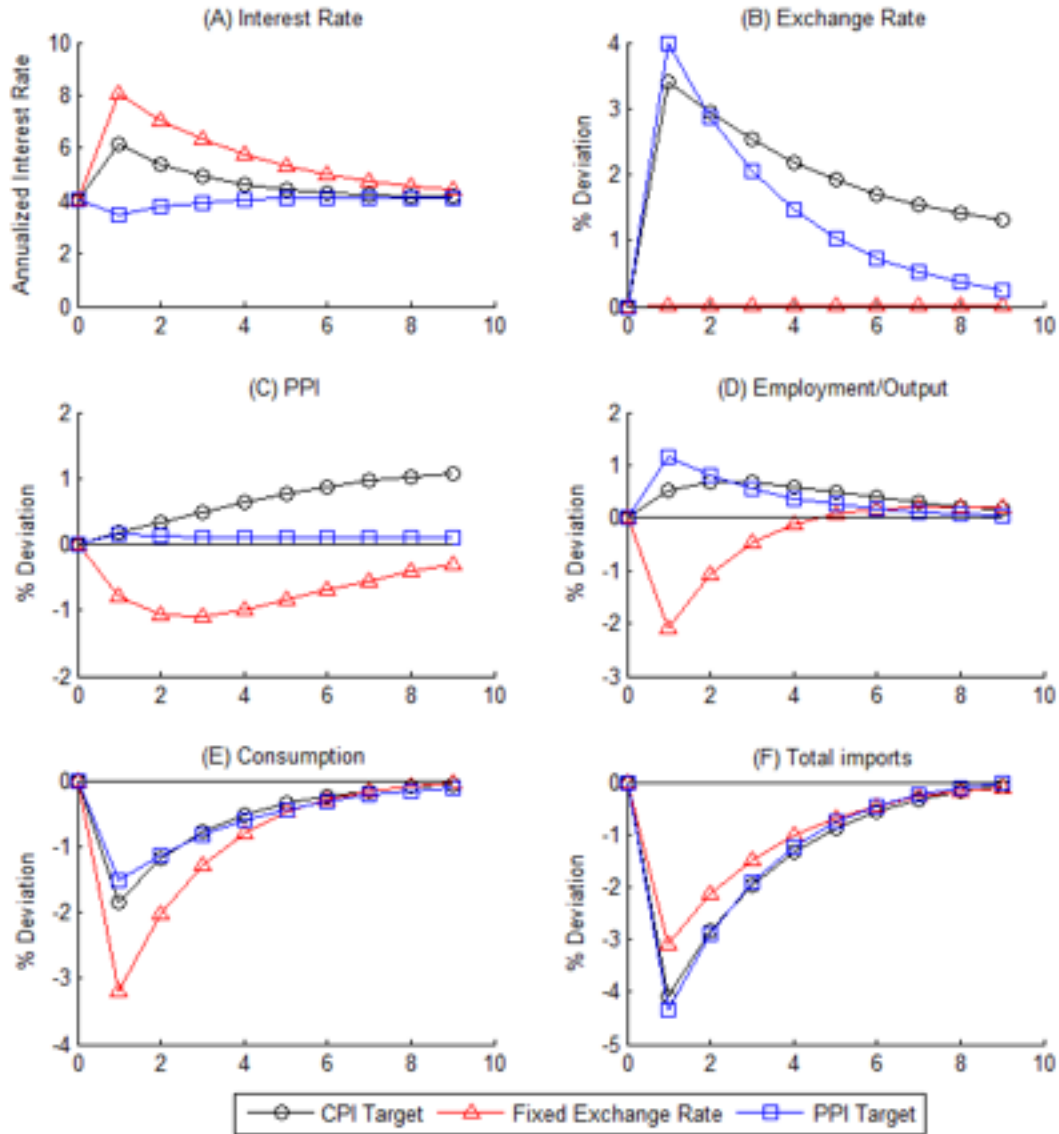 (A) Interest Rate
Annualized Interest Rate
10
8
6
4
2
0
0 2 4 6 8 10
(B) Exchange Rate
% Deviation
4
3
2
1
0
0 2 4 6 8 10
(C) PPI
% Deviation
2
1
0
-1
-2
0 2 4 6 8 10
(D) Employment/Output
% Deviation
2
1
0
-1
-2
-3
0 2 4 6 8 10
(E) Consumption
% Deviation
0
-1
-2
-3
-4
0 2 4 6 8 10
(F) Total imports
% Deviation
0
-1
-2
-3
-4
-5
0 2 4 6 8 10
CPI Target Fixed Exchange Rate PPI Target